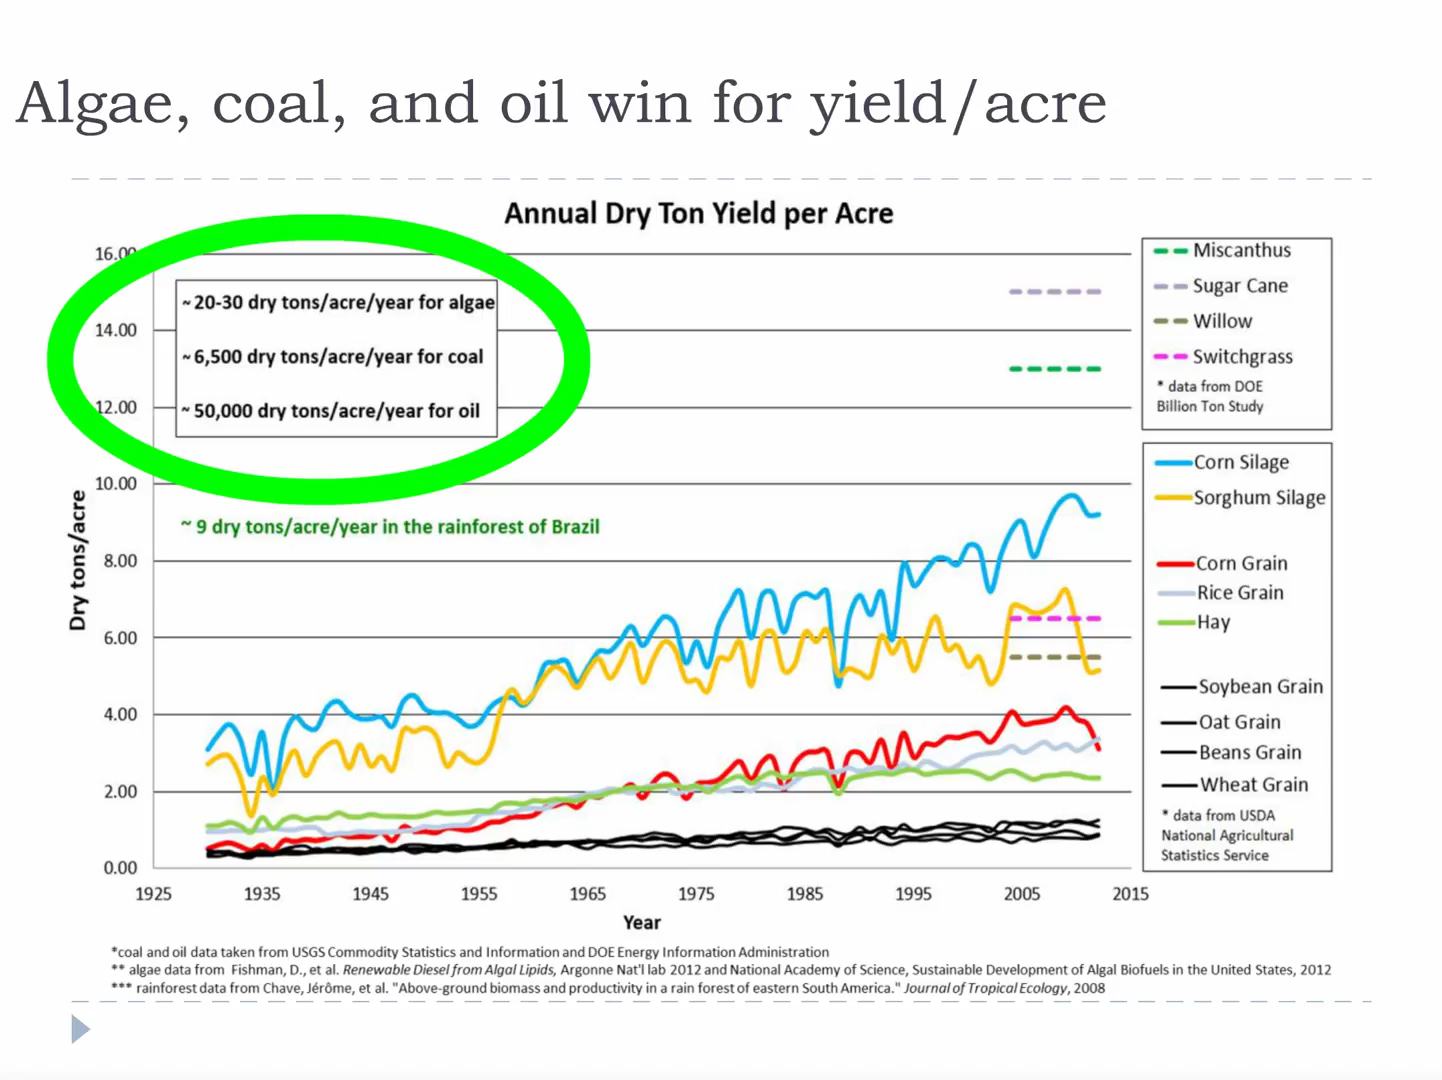 Algae, coal, and oil win for yield/acre
Annual Dry Ton Yield per Acre
16.00
14.00
12.00
10.00
8.00
6.00
4.00
2.00
0.00
Dry tons/acre
~ 20-30 dry tons/acre/year for algae
~ 6,500 dry tons/acre/year for coal
~ 50,000 dry tons/acre/year for oil
~ 9 dry tons/acre/year in the rainforest of Brazil
1925 1935 1945 1955 1965 1975 1985 1995 2005 2015
Year
Miscanthus
Sugar Cane
Willow
Switchgrass
* data from DOE
Billion Ton Study
Corn Silage
Sorghum Silage
Corn Grain
Rice Grain
Hay
Soybean Grain
Oat Grain
Beans Grain
Wheat Grain
* data from USDA
National Agricultural
Statistics Service
*coal and oil data taken from USGS Commodity Statistics and Information and DOE Energy Information Administration
** algae data from Fishman, D., et al. Renewable Diesel from Algal Lipids, Argonne Nat'l lab 2012 and National Academy of Science, Sustainable Development of Algal Biofuels in the United States, 2012
*** rainforest data from Chave, Jérôme, et al. "Above-ground biomass and productivity in a rain forest of eastern South America." Journal of Tropical Ecology, 2008